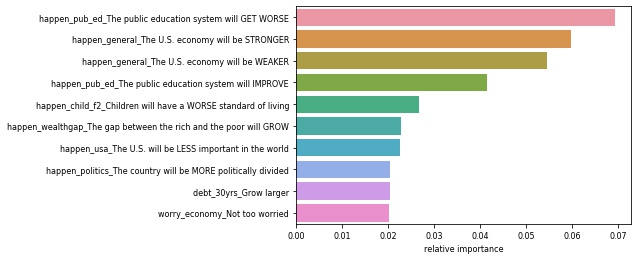 happen_pub_ed_The public education system will GET WORSE
happen_general_The U.S. economy will be STRONGER
happen_general_The U.S. economy will be WEAKER
happen_pub_ed_The public education system will IMPROVE
happen_child_f2_Children will have a WORSE standard of living
happen_wealthgap_The gap between the rich and the poor will GROW
happen_usa_The U.S. will be LESS important in the world
happen_politics_The country will be MORE politically divided
debt_30yrs_Grow larger
worry_economy_Not too worried
0.00 0.01 0.02 0.03 0.04 0.05 0.06 0.07
relative importance